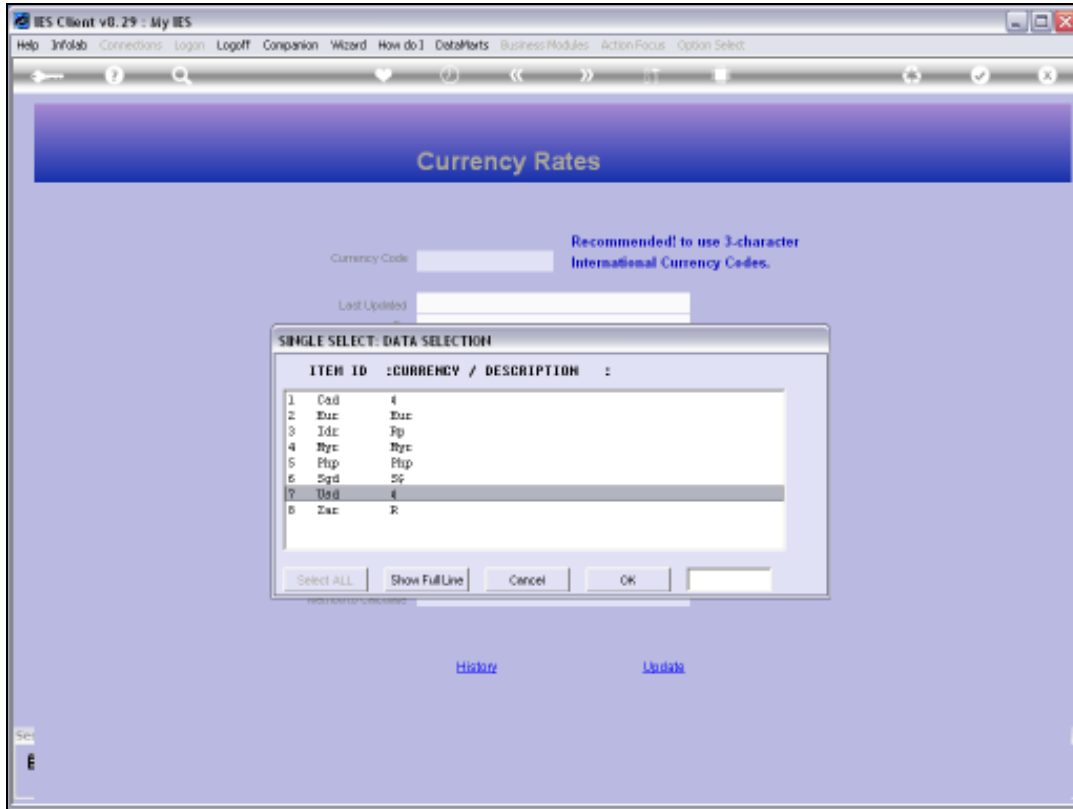 IES Client v8.29 : My IES
Help Infolab Connections Logon Logoff Companion Wizard How do I DataMarts Business Modules Action Focus Option Select
Currency Rates
Recommended! to use 3-character
Currency Code
International Currency Codes.
Last Updated
SINGLE SELECT: DATA SELECTION
ITEM ID :CURRENCY / DESCRIPTION :
1 Cad
2 Eur Eur
3 Idr Rp
4 Myr Myr
5 Php Php
6 Sgd S$
7 Usd
8 Zar R
Select ALL Show Full Line Cancel OK
Method to Calculate
History Update